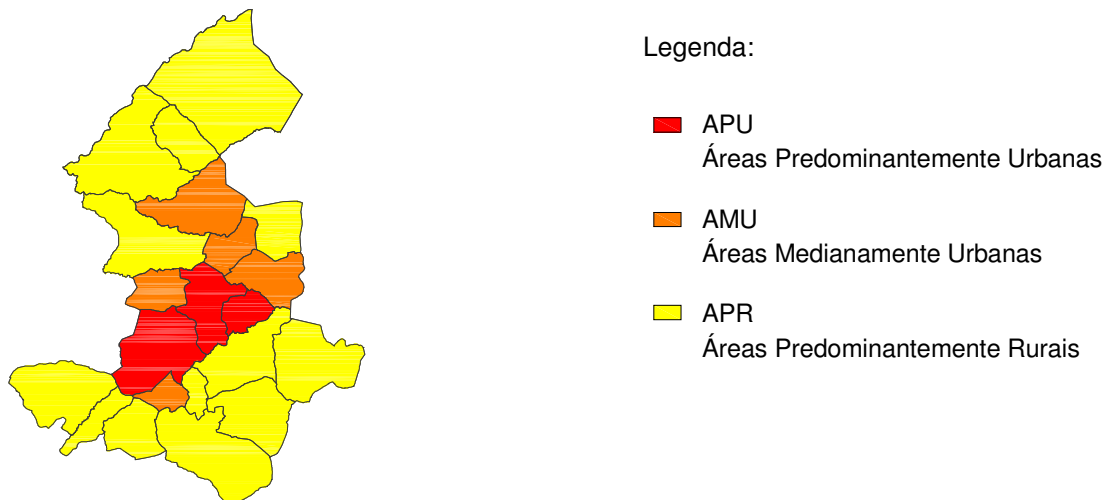 Legenda:
APU
Áreas Predominantemente Urbanas
AMU
Áreas Medianamente Urbanas
APR
Áreas Predominantemente Rurais